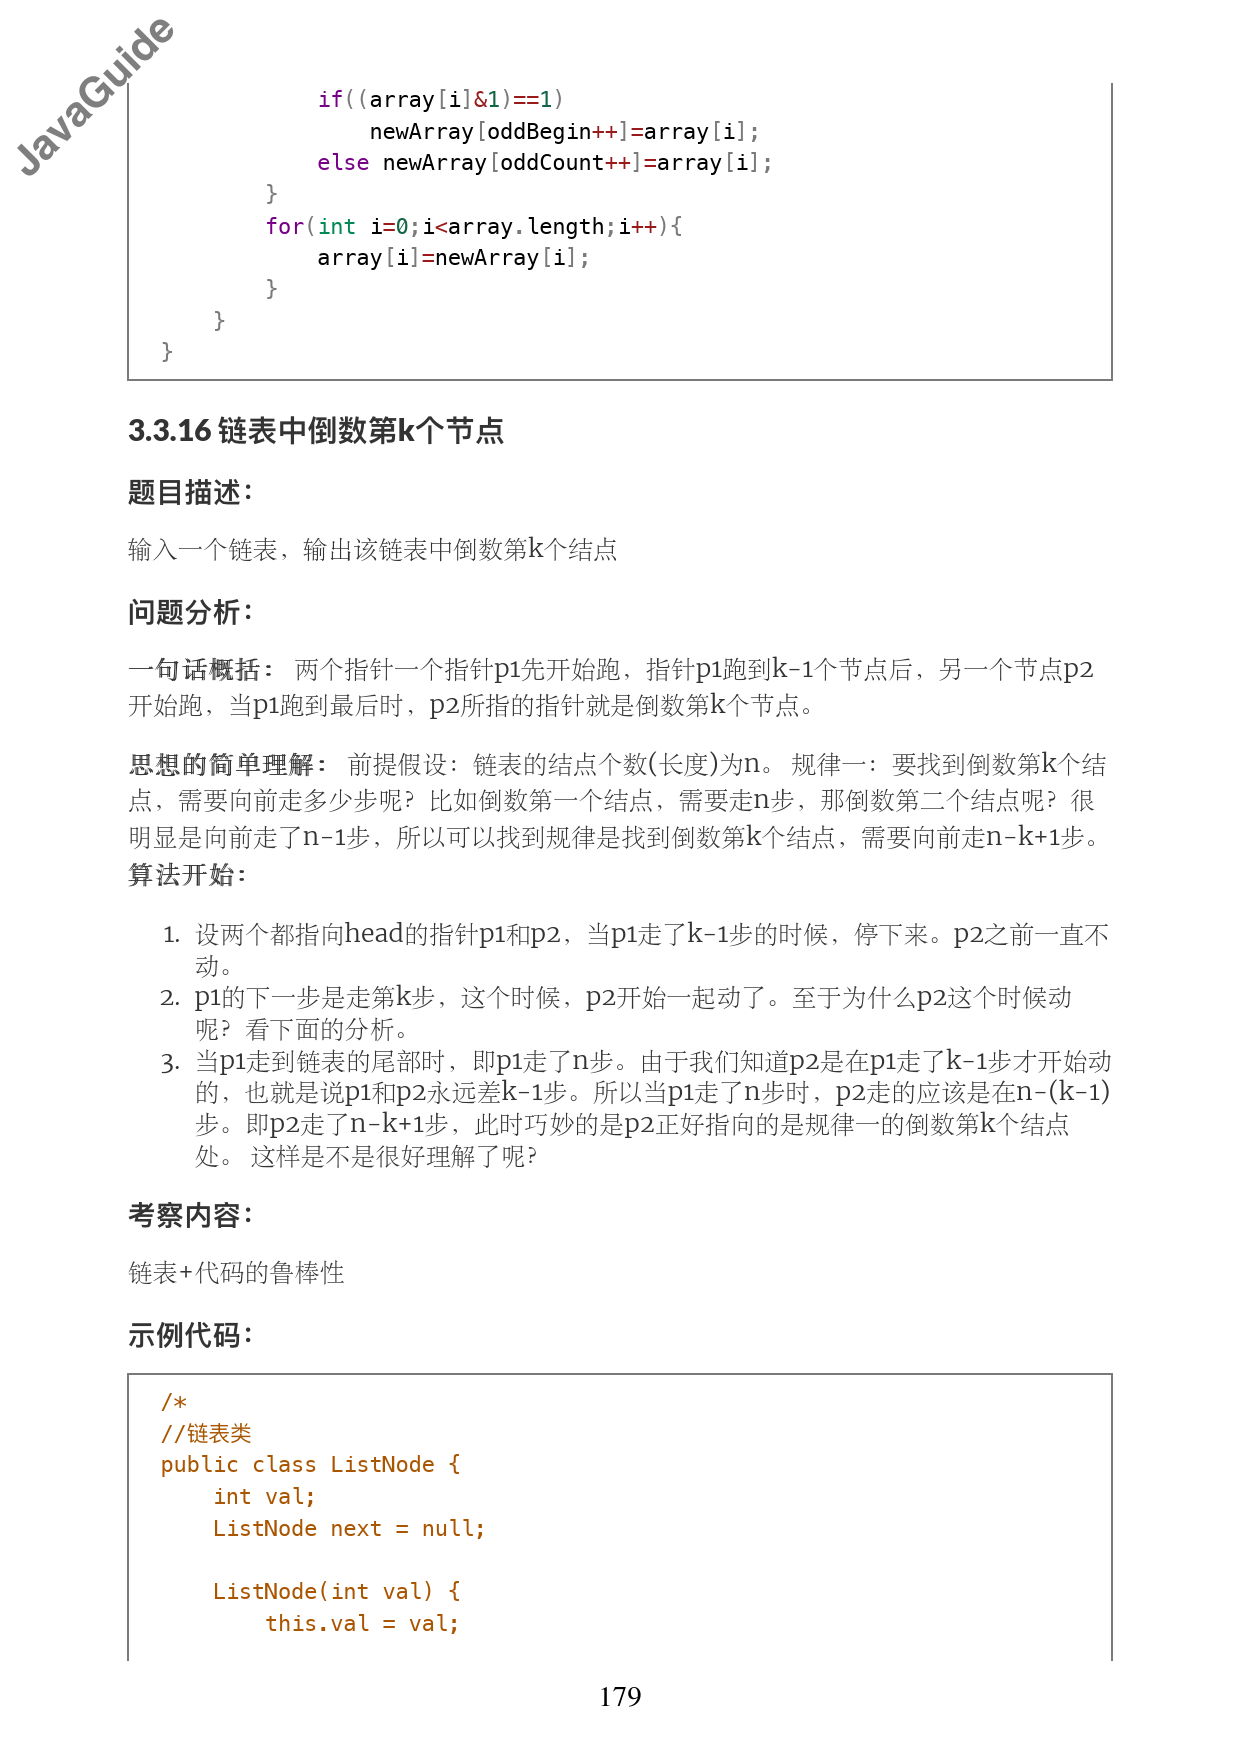 JavaGuide
if((array[i]&1)==1)
newArray[oddBegin++]=array[i];
else newArray[oddCount++]=array[i];
}
for(int i=0;i<array.length;i++){
array[i]=newArray[i];
}
}
}
3.3.16 链表中倒数第k个节点
题目描述：
输入一个链表，输出该链表中倒数第k个结点
问题分析：
一句话概括： 两个指针一个指针p1先开始跑，指针p1跑到k-1个节点后，另一个节点p2
开始跑，当p1跑到最后时，p2所指的指针就是倒数第k个节点。
思想的简单理解： 前提假设：链表的结点个数(长度)为n。 规律一：要找到倒数第k个结
点，需要向前走多少步呢？比如倒数第一个结点，需要走n步，那倒数第二个结点呢？很
明显是向前走了n-1步，所以可以找到规律是找到倒数第k个结点，需要向前走n-k+1步。
算法开始：
1. 设两个都指向head的指针p1和p2，当p1走了k-1步的时候，停下来。p2之前一直不
动。
2. p1的下一步是走第k步，这个时候，p2开始一起动了。至于为什么p2这个时候动
呢？看下面的分析。
3. 当p1走到链表的尾部时，即p1走了n步。由于我们知道p2是在p1走了k-1步才开始动
的，也就是说p1和p2永远差k-1步。所以当p1走了n步时，p2走的应该是在n-(k-1)
步。即p2走了n-k+1步，此时巧妙的是p2正好指向的是规律一的倒数第k个结点
处。 这样是不是很好理解了呢？
考察内容：
链表+代码的鲁棒性
示例代码：
/*
//链表类
public class ListNode {
int val;
ListNode next = null;
ListNode(int val) {
this.val = val;
179